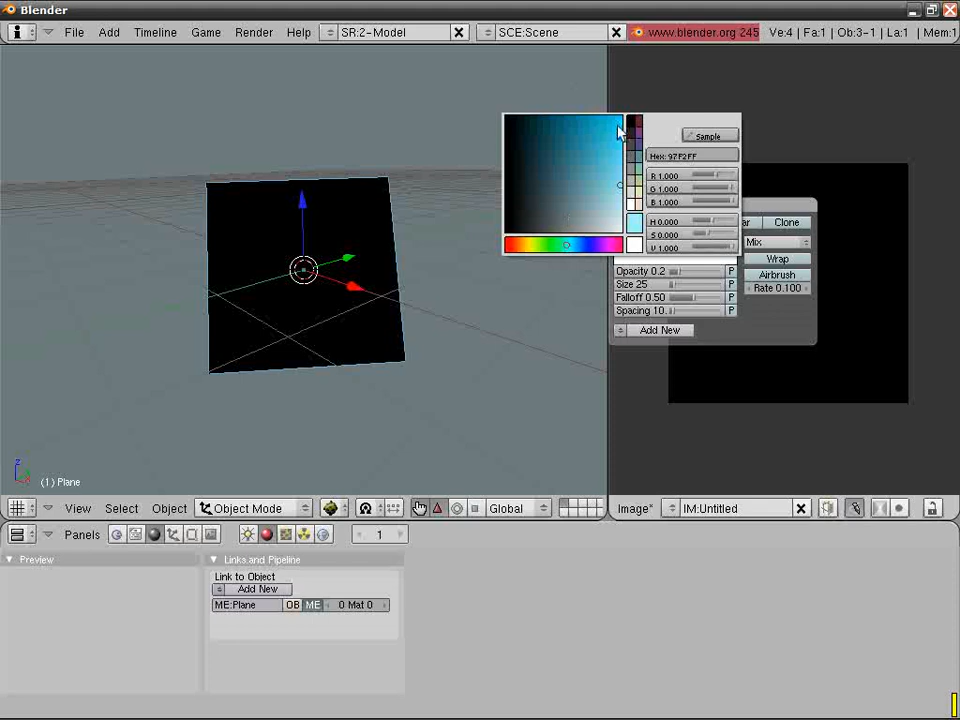 Blender
File Add Timeline Game Render Help SR:2-Model SCE:Scene www.blender.org 245 Ve:4 | Fa:1 | Ob:3-1 | La:1 | Mem:1
Sample
Hex: 97F2FF
R 1.000
G 1.000
B 1.000
H 0.000
S 0.000
V 1.000
ar Clone
Mix
Wrap
Airbrush
Rate 0.100
Opacity 0.2 P
Size 25
Falloff 0.50 P
Spacing 10. P
Add New
Z
(1) Plane
View Select Object Object Mode Global
Image* IM:Untitled
Panels 1
Preview
Links and Pipeline
Link to Object
Add New
ME:Plane OB ME 0 Mat 0